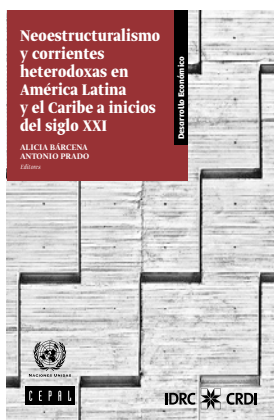 Neoestructuralismo
y corrientes
heterodoxas en
América Latina
y el Caribe a inicios
del siglo XXI
ALICIA BÁRCENA
ANTONIO PRADO
Editores
Desarrollo Económico
NACIONES UNIDAS
CEPAL
IDRC CRDI